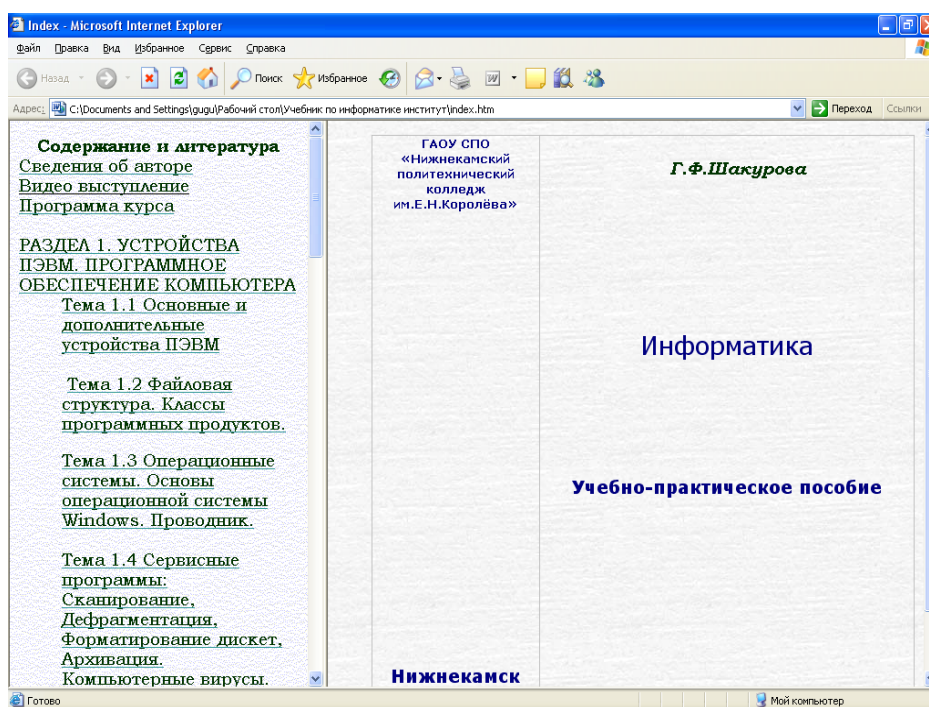 Index - Microsoft Internet Explorer
Файл Правка Вид Избранное Сервис Справка
Назад Поиск Избранное
Адрес: C:\Documents and Settings\gugu\Рабочий стол\Учебник по информатике институт\index.htm Переход Ссылки
Содержание и литература
Сведения об авторе
Видео выступление
Программа курса
РАЗДЕЛ 1. УСТРОЙСТВА
ПЭВМ. ПРОГРАММНОЕ
ОБЕСПЕЧЕНИЕ КОМПЬЮТЕРА
Тема 1.1 Основные и
дополнительные
устройства ПЭВМ
Тема 1.2 Файловая
структура. Классы
программных продуктов.
Тема 1.3 Операционные
системы. Основы
операционной системы
Windows. Проводник.
Тема 1.4 Сервисные
программы:
Сканирование,
Дефрагментация,
Форматирование дискет,
Архивация.
Компьютерные вирусы.
ГАОУ СПО
«Нижнекамский
политехнический
колледж
им.Е.Н.Королёва»
Г.Ф.Шакурова
Информатика
Учебно-практическое пособие
Нижнекамск
Готово
Мой компьютер